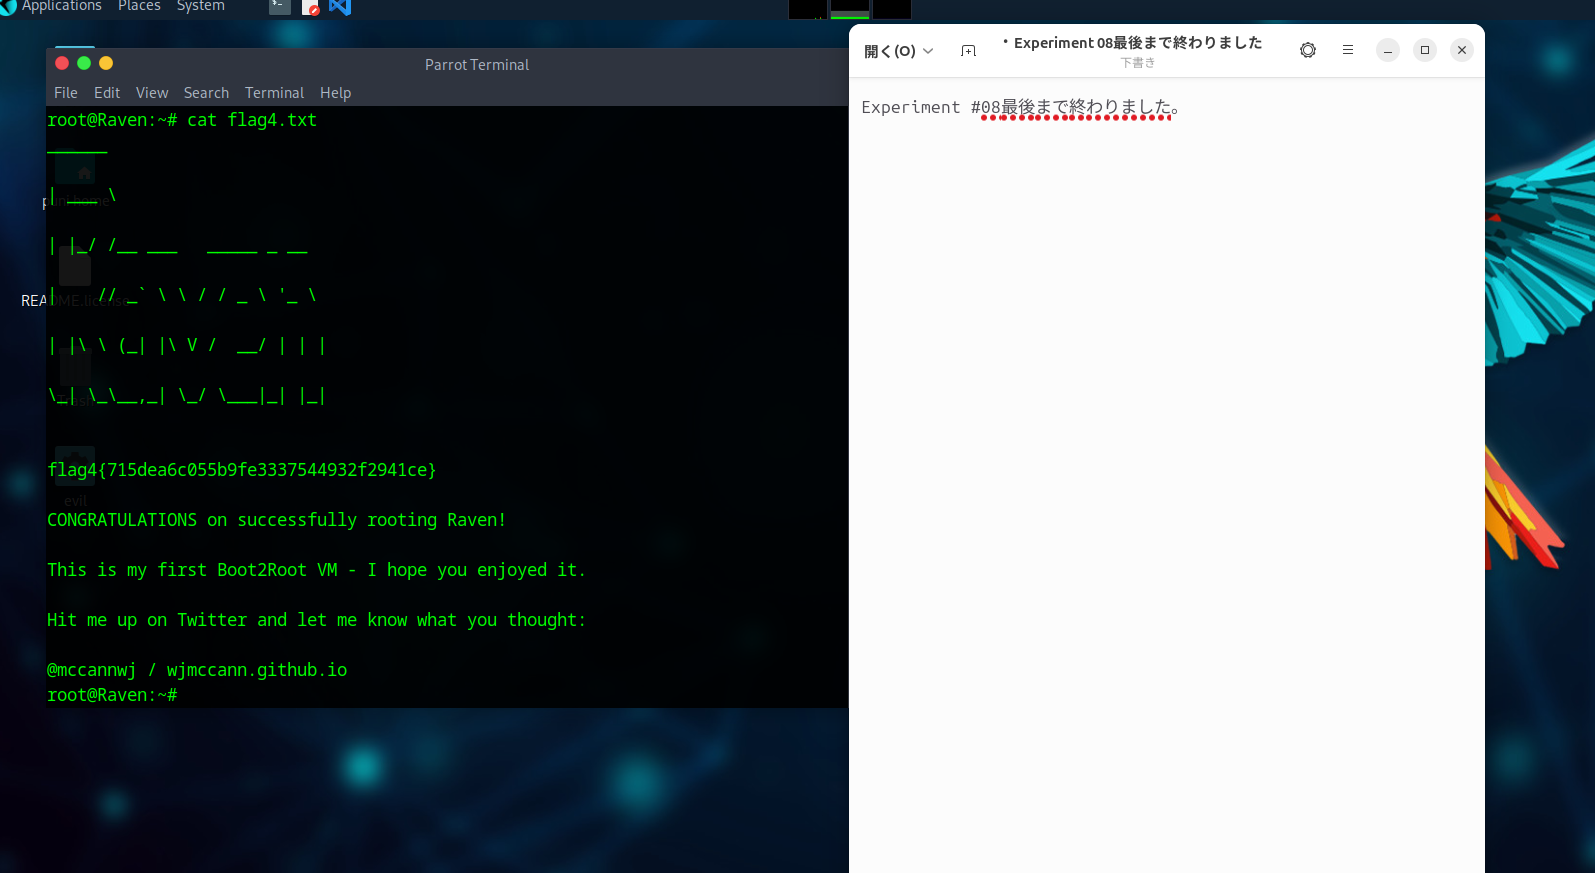 Applications Places System
Parrot Terminal
File Edit View Search Terminal Help
root@Raven:~# cat flag4.txt
______
| ___ \
| |_/ /__ ___   _____ _ __
|    // _` \ \ / / _ \ '_ \
| |\ \ (_| |\ V /  __/ | | |
\_| \_\__,_| \_/ \___|_| |_|
flag4{715dea6c055b9fe3337544932f2941ce}
CONGRATULATIONS on successfully rooting Raven!
This is my first Boot2Root VM - I hope you enjoyed it.
Hit me up on Twitter and let me know what you thought:
@mccannwj / wjmccann.github.io
root@Raven:~#
README.license
evil
開く(O)
• Experiment 08最後まで終わりました
下書き
Experiment #08最後まで終わりました。